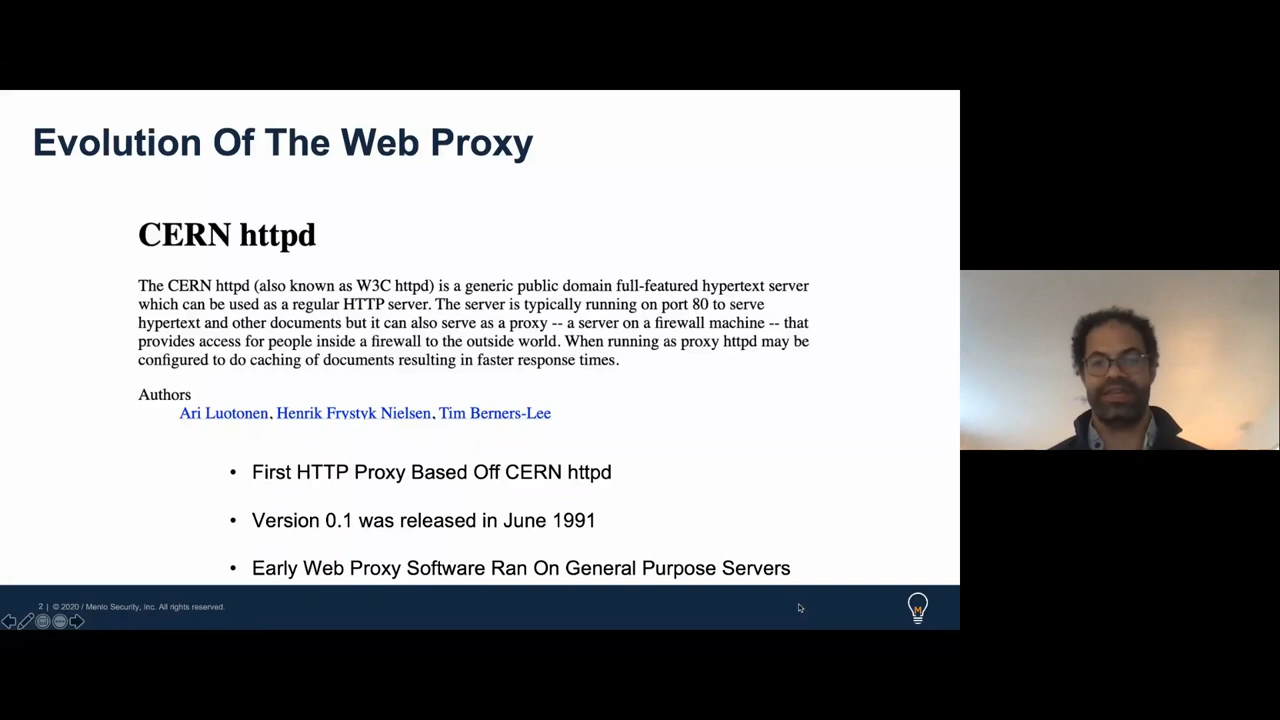 Evolution Of The Web Proxy
CERN httpd
The CERN httpd (also known as W3C httpd) is a generic public domain full-featured hypertext server
which can be used as a regular HTTP server. The server is typically running on port 80 to serve
hypertext and other documents but it can also serve as a proxy -- a server on a firewall machine -- that
provides access for people inside a firewall to the outside world. When running as proxy httpd may be
configured to do caching of documents resulting in faster response times.
Authors
Ari Luotonen, Henrik Frystyk Nielsen, Tim Berners-Lee
• First HTTP Proxy Based Off CERN httpd
• Version 0.1 was released in June 1991
• Early Web Proxy Software Ran On General Purpose Servers
2 | © 2020 / Menlo Security, Inc. All rights reserved.
M